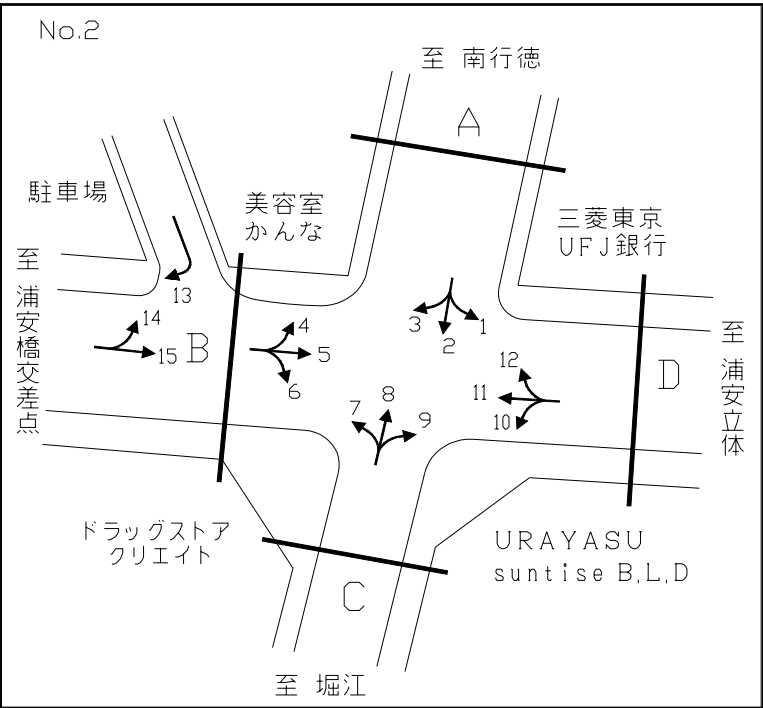 No.2
至 南行徳
A
駐車場
美容室
かんな
三菱東京
UFJ銀行
至 浦安橋交差点
13
14
15
B
4
5
6
3
2
1
12
11
10
D
至 浦安立体
7
8
9
ドラッグストア
クリエイト
URAYASU
suntise B,L,D
C
至 堀江